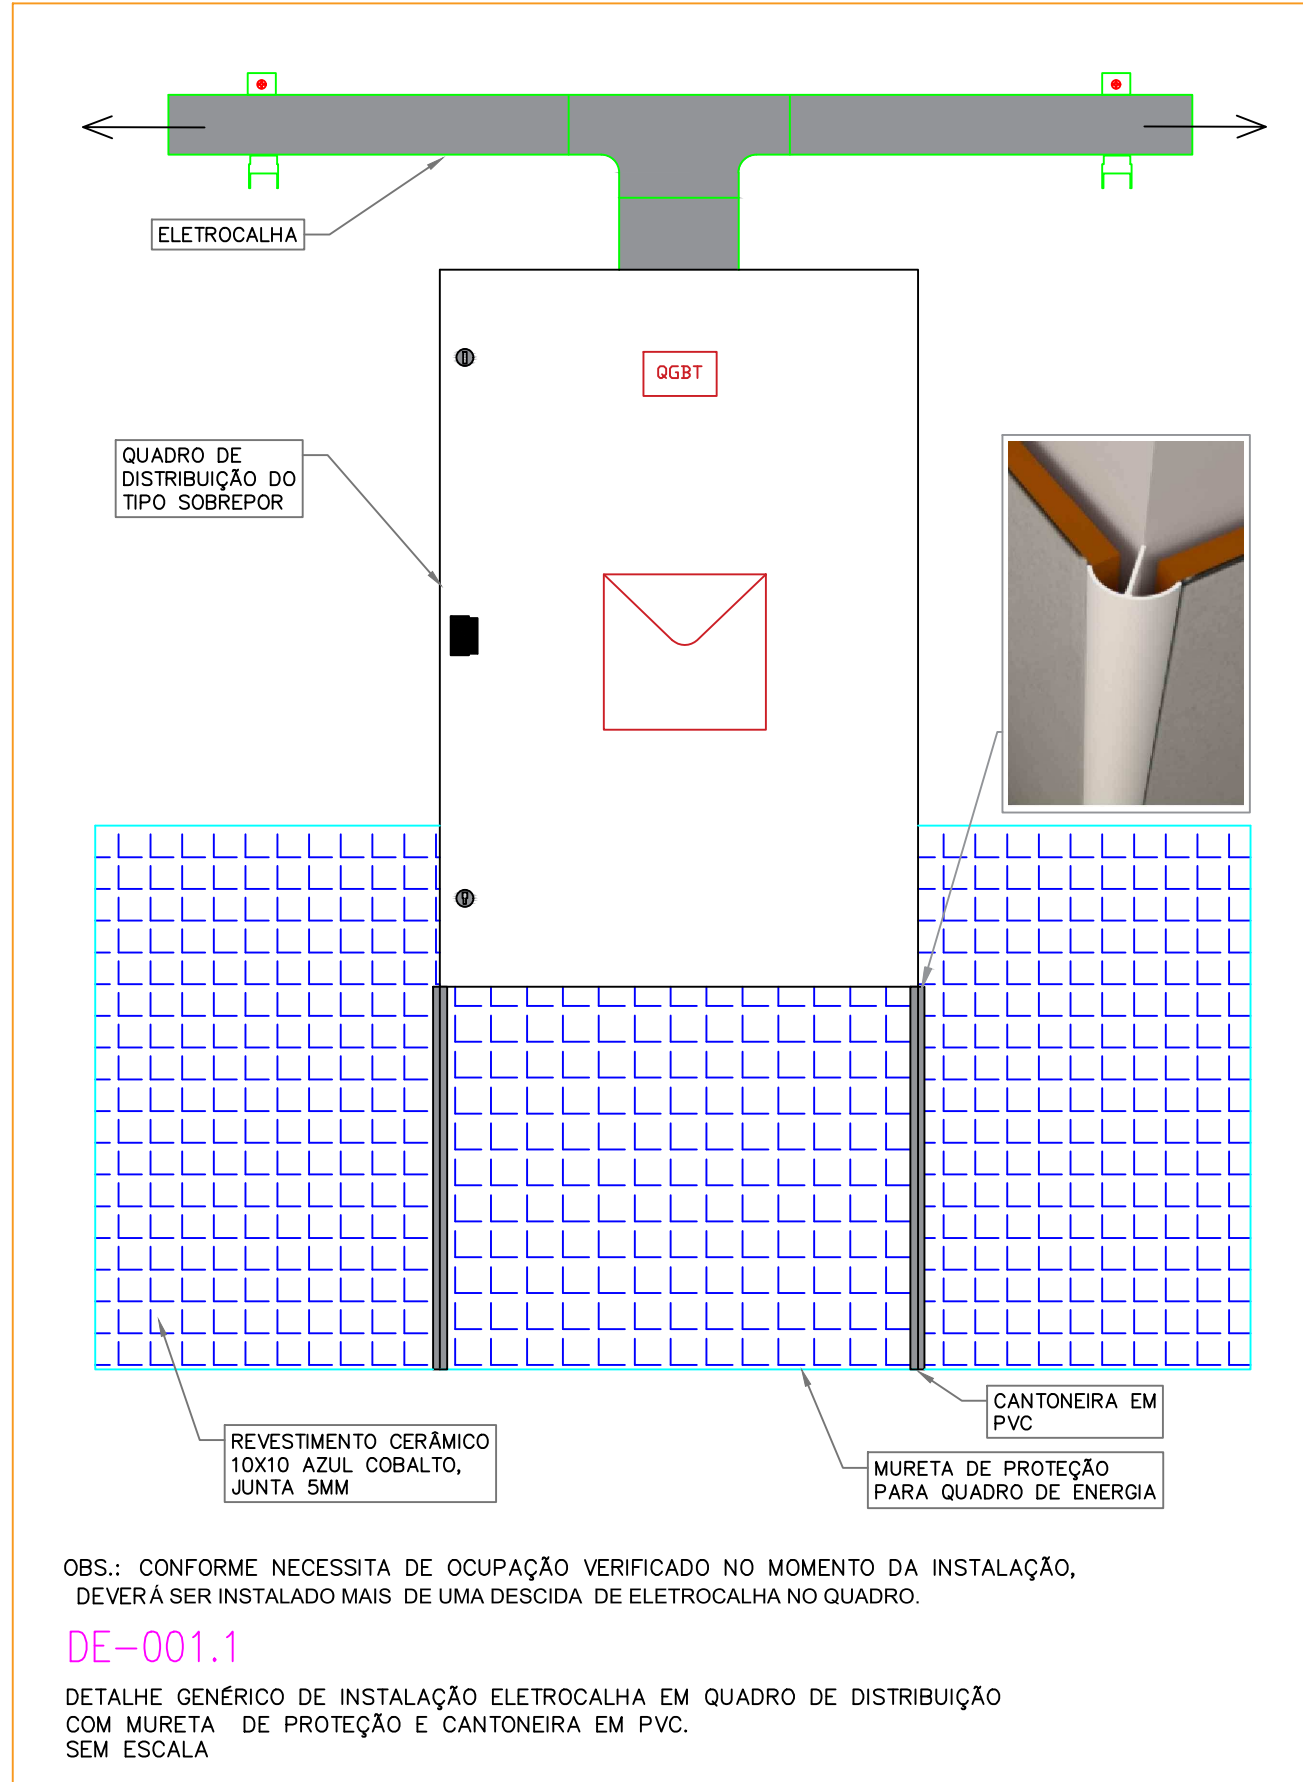 ELETROCALHA
QGBT
QUADRO DE
DISTRIBUIÇÃO DO
TIPO SOBREPOR
CANTONEIRA EM
PVC
REVESTIMENTO CERÂMICO
10X10 AZUL COBALTO,
JUNTA 5MM
MURETA DE PROTEÇÃO
PARA QUADRO DE ENERGIA
OBS.: CONFORME NECESSITA DE OCUPAÇÃO VERIFICADO NO MOMENTO DA INSTALAÇÃO,
DEVERÁ SER INSTALADO MAIS DE UMA DESCIDA DE ELETROCALHA NO QUADRO.
DE-001.1
DETALHE GENÉRICO DE INSTALAÇÃO ELETROCALHA EM QUADRO DE DISTRIBUIÇÃO
COM MURETA DE PROTEÇÃO E CANTONEIRA EM PVC.
SEM ESCALA